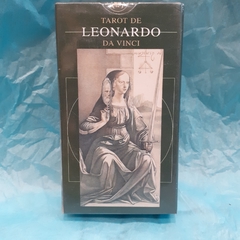 TAROT DE
LEONARDO
DA VINCI